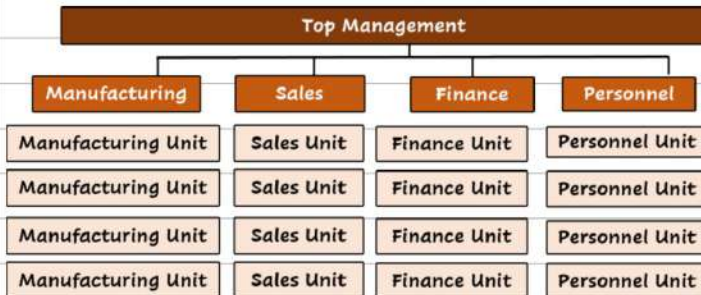 Top Management
Manufacturing Sales Finance Personnel
Manufacturing Unit Sales Unit Finance Unit Personnel Unit
Manufacturing Unit Sales Unit Finance Unit Personnel Unit
Manufacturing Unit Sales Unit Finance Unit Personnel Unit
Manufacturing Unit Sales Unit Finance Unit Personnel Unit